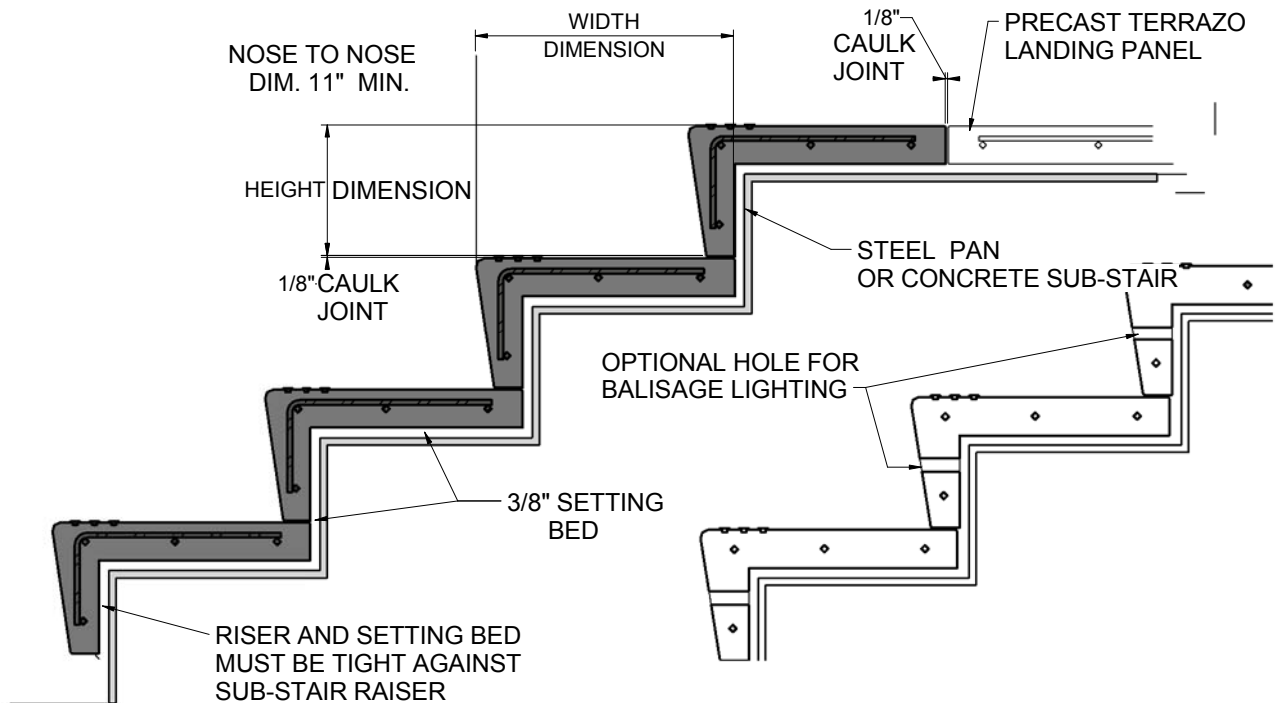 NOSE TO NOSE
DIM. 11" MIN.
WIDTH
DIMENSION
1/8"
CAULK
JOINT
PRECAST TERRAZO
LANDING PANEL
HEIGHT DIMENSION
1/8" CAULK
JOINT
STEEL PAN
OR CONCRETE SUB-STAIR
OPTIONAL HOLE FOR
BALISAGE LIGHTING
3/8" SETTING
BED
RISER AND SETTING BED
MUST BE TIGHT AGAINST
SUB-STAIR RAISER